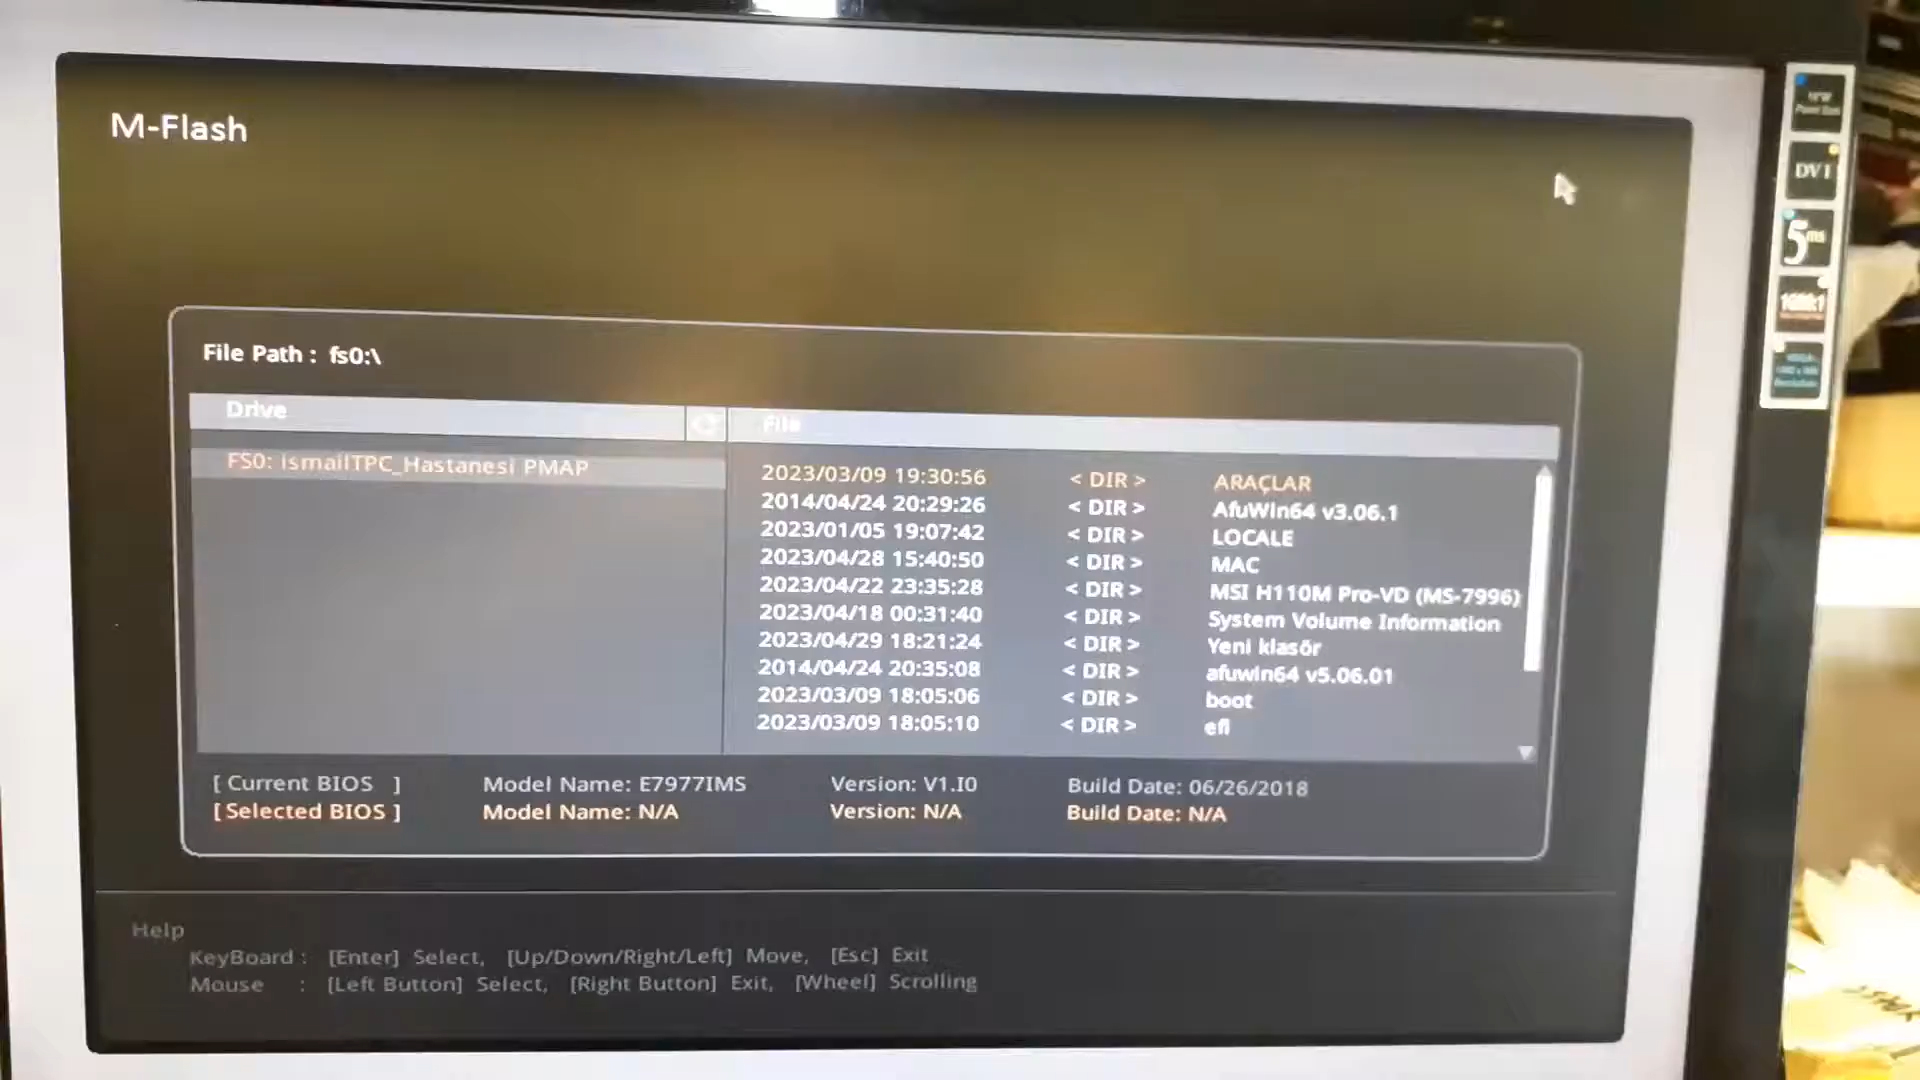 M-Flash
File Path : fs0:\
Drive
File
FS0: IsmailTPC_Hastanesi PMAP
2023/03/09 19:30:56 < DIR > ARAÇLAR
2014/04/24 20:29:26 < DIR > AfuWin64 v3.06.1
2023/01/05 19:07:42 < DIR > LOCALE
2023/04/28 15:40:50 < DIR > MAC
2023/04/22 23:35:28 < DIR > MSI H110M Pro-VD (MS-7996)
2023/04/18 00:31:40 < DIR > System Volume Information
2023/04/29 18:21:24 < DIR > Yeni klasör
2014/04/24 20:35:08 < DIR > afuwin64 v5.06.01
2023/03/09 18:05:06 < DIR > boot
2023/03/09 18:05:10 < DIR > efi
[ Current BIOS ] Model Name: E7977IMS Version: V1.I0 Build Date: 06/26/2018
[ Selected BIOS ] Model Name: N/A Version: N/A Build Date: N/A
Help
KeyBoard : [Enter] Select, [Up/Down/Right/Left] Move, [Esc] Exit
Mouse : [Left Button] Select, [Right Button] Exit, [Wheel] Scrolling
DVI
5ms